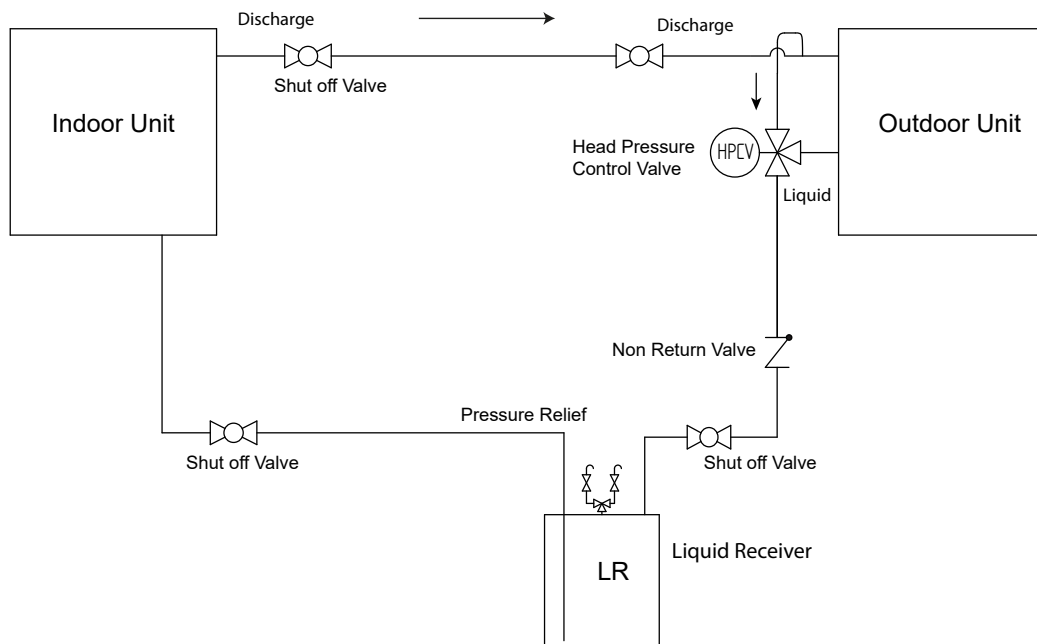 Discharge
Discharge
Shut off Valve
Indoor Unit
Outdoor Unit
Head Pressure
Control Valve
HPCV
Liquid
Non Return Valve
Pressure Relief
Shut off Valve
Shut off Valve
Liquid Receiver
LR